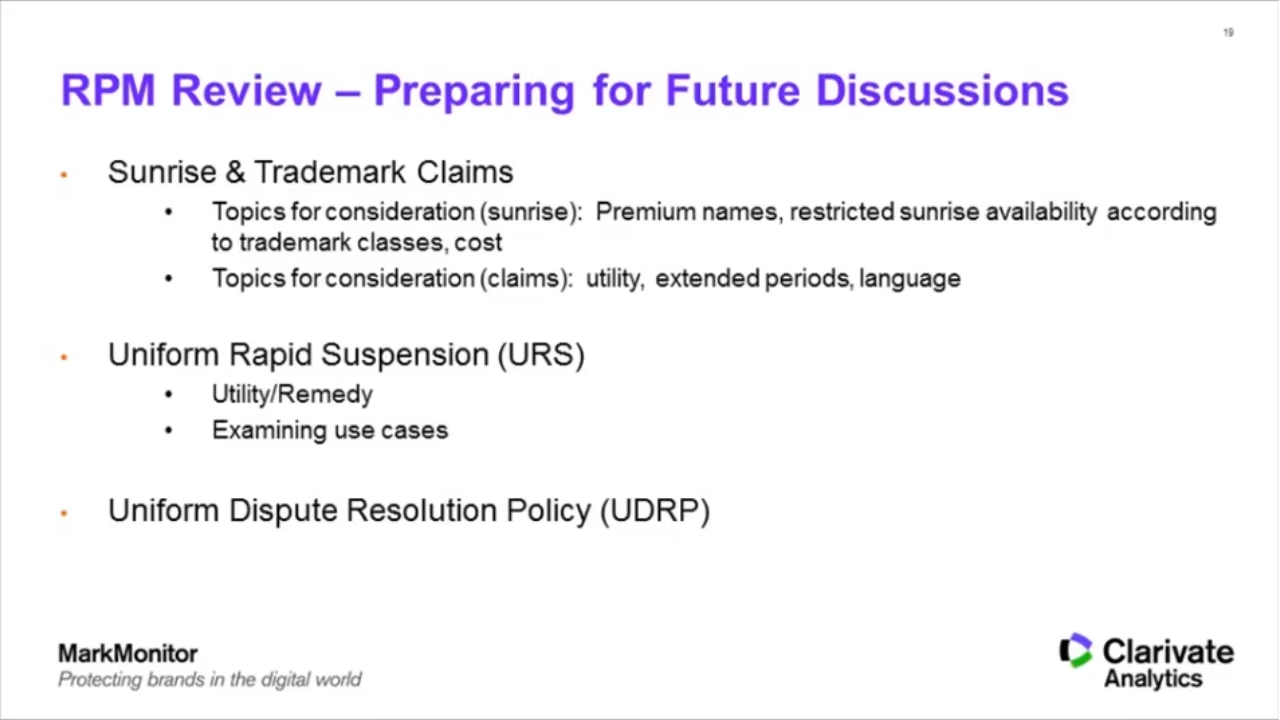 19
RPM Review – Preparing for Future Discussions
• Sunrise & Trademark Claims
• Topics for consideration (sunrise): Premium names, restricted sunrise availability according
to trademark classes, cost
• Topics for consideration (claims): utility, extended periods, language
• Uniform Rapid Suspension (URS)
• Utility/Remedy
• Examining use cases
• Uniform Dispute Resolution Policy (UDRP)
MarkMonitor
Protecting brands in the digital world
Clarivate
Analytics